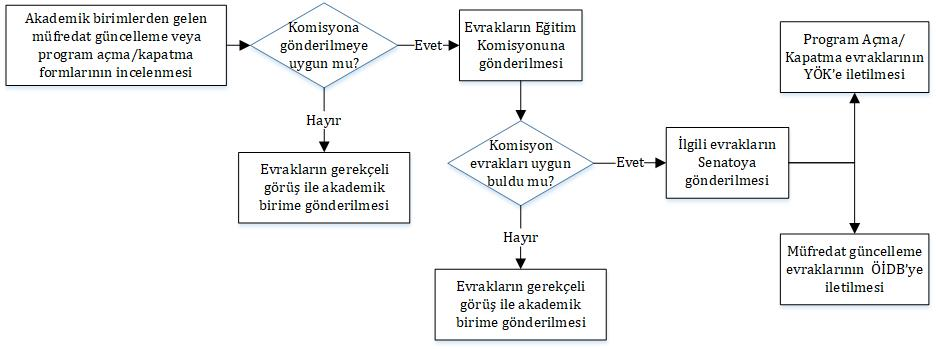 Akademik birimlerden gelen
müfredat güncelleme veya
program açma/kapatma
formlarının incelenmesi
Komisyona
gönderilmeye
uygun mu?
Evet
Evrakların Eğitim
Komisyonuna
gönderilmesi
Hayır
Evrakların gerekçeli
görüş ile akademik
birime gönderilmesi
Komisyon
evrakları uygun
buldu mu?
Evet
İlgili evrakların
Senatoya
gönderilmesi
Hayır
Evrakların gerekçeli
görüş ile akademik
birime gönderilmesi
Program Açma/
Kapatma evraklarının
YÖK'e iletilmesi
Müfredat güncelleme
evraklarının ÖİDB'ye
iletilmesi